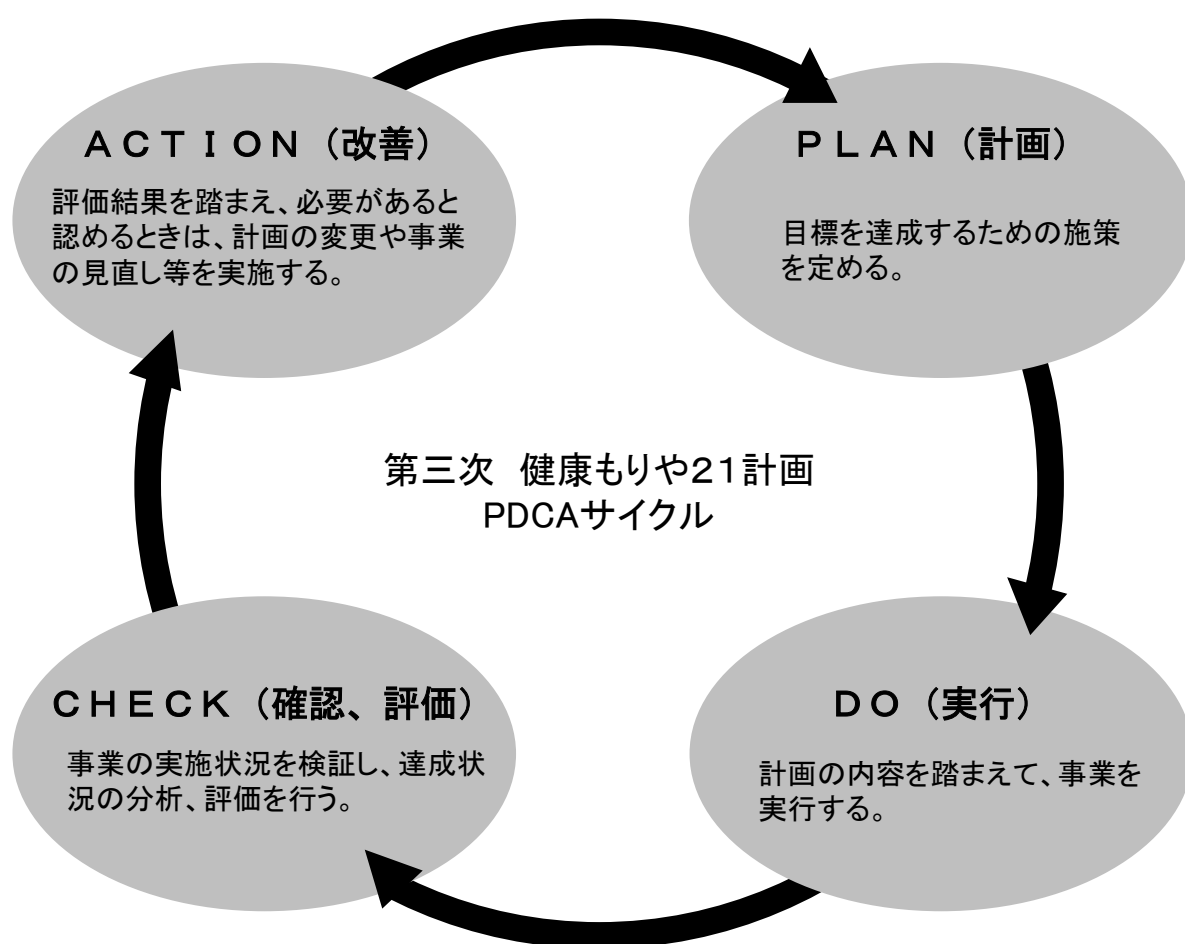 ACTION（改善）
評価結果を踏まえ、必要があると
認めるときは、計画の変更や事業
の見直し等を実施する。
PLAN（計画）
目標を達成するための施策
を定める。
第三次 健康もりや２１計画
PDCAサイクル
CHECK（確認、評価）
事業の実施状況を検証し、達成状
況の分析、評価を行う。
DO（実行）
計画の内容を踏まえて、事業を
実行する。